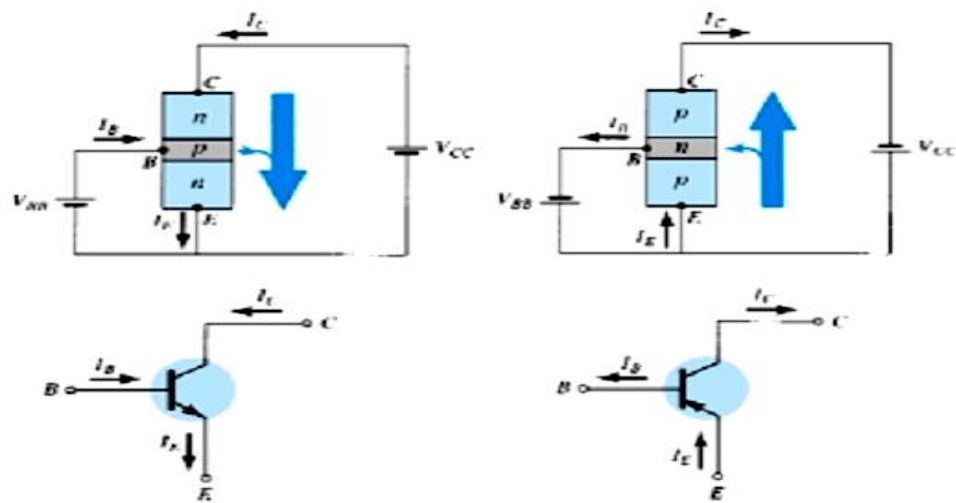 I_C I_C
C C
n p
I_B I_B
p n
B B
V_CC V_CC
n p
V_BB V_BB
E E
I_E I_E
I_C I_C
C C
I_B I_B
B B
I_E I_E
E E